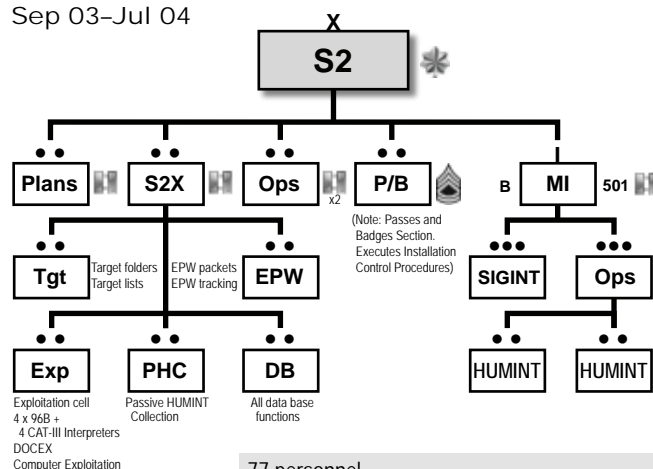 Sep 03–Jul 04
X
S2
Plans
S2X
Ops
x2
P/B
B
MI
501
(Note: Passes and
Badges Section.
Executes Installation
Control Procedures)
Tgt
Target folders
Target lists
EPW packets
EPW tracking
EPW
SIGINT
Ops
Exp
PHC
DB
HUMINT
HUMINT
Exploitation cell
4 x 96B +
4 CAT-III Interpreters
DOCEX
Computer Exploitation
Passive HUMINT
Collection
All data base
functions
77 personnel